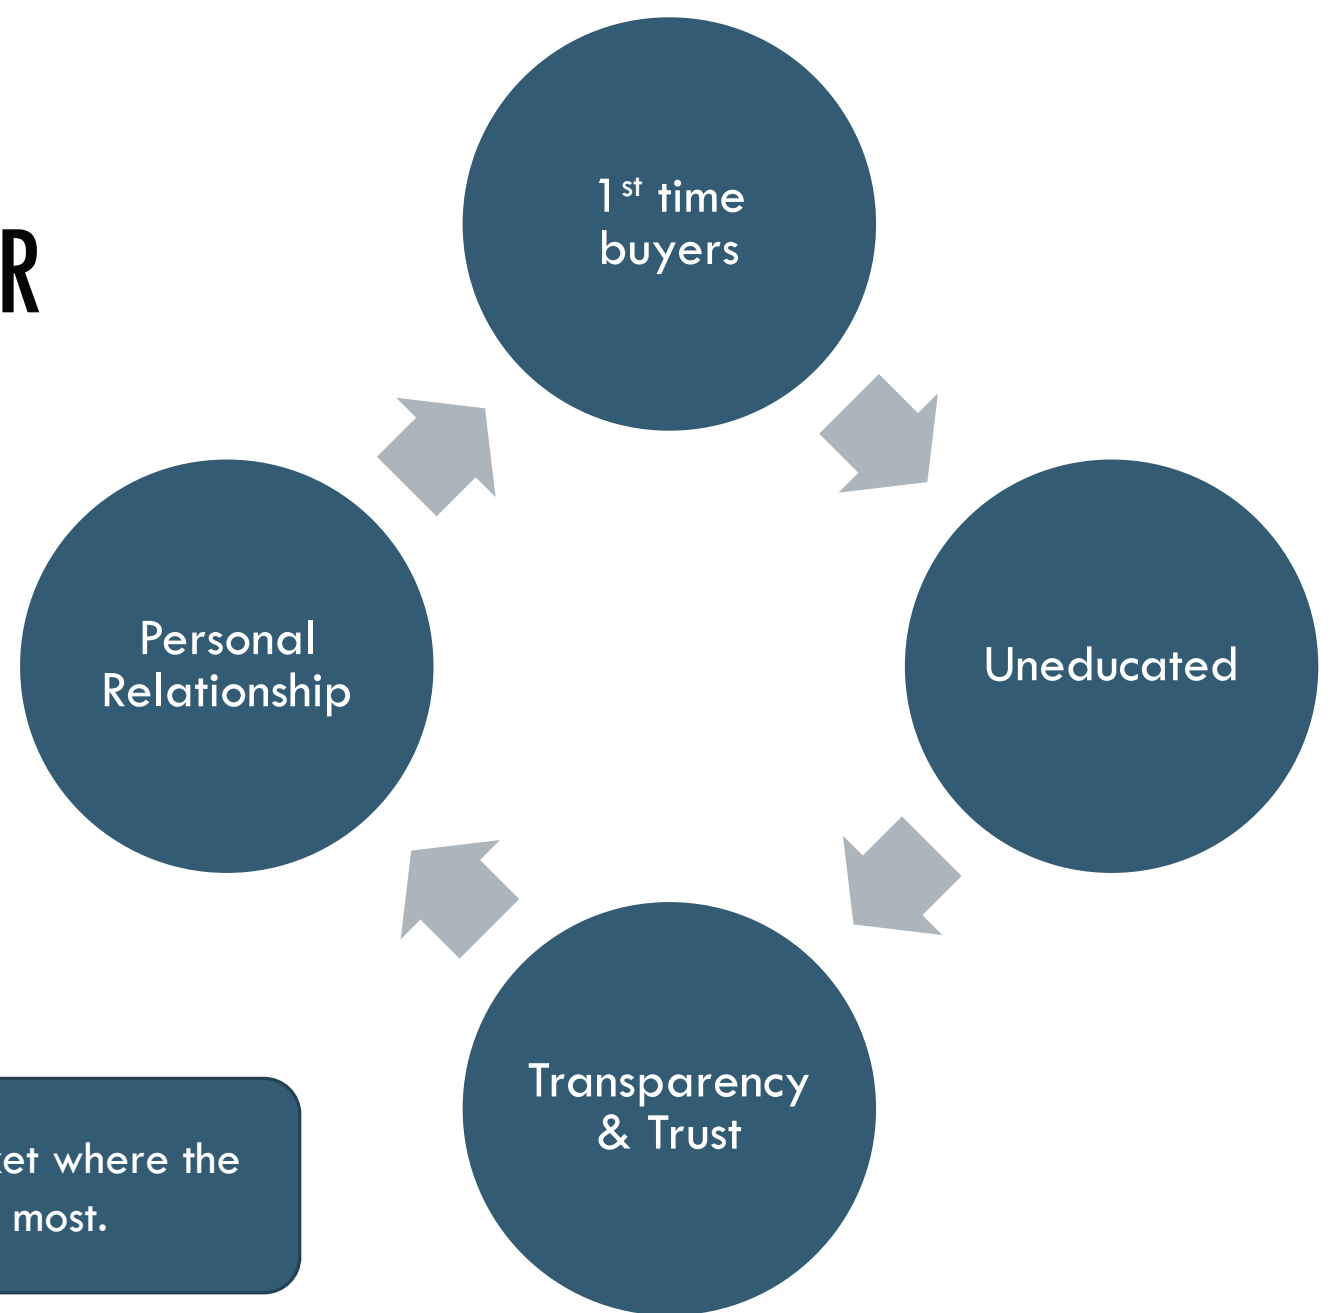 R
1st time
buyers
Personal
Relationship
Uneducated
Transparency
& Trust
where the
most.